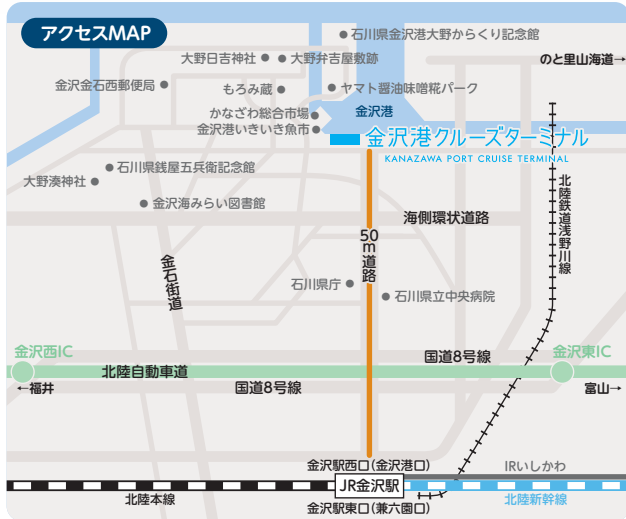 アクセスMAP
石川県金沢港大野からくり記念館
大野日吉神社
大野弁吉屋敷跡
のと里山海道→
金沢金石西郵便局
もろみ蔵
ヤマト醤油味噌糀パーク
かなざわ総合市場
金沢港
金沢港いきいき魚市
金沢港クルーズターミナル
KANAZAWA PORT CRUISE TERMINAL
石川県銭屋五兵衛記念館
大野湊神社
北陸鉄道浅野川線
金沢海みらい図書館
海側環状道路
50m道路
金石街道
石川県庁
石川県立中央病院
金沢西IC
国道8号線
金沢東IC
北陸自動車道
←福井
国道8号線
富山→
金沢駅西口(金沢港口)
IRいしかわ
JR金沢駅
北陸本線
北陸新幹線
金沢駅東口(兼六園口)